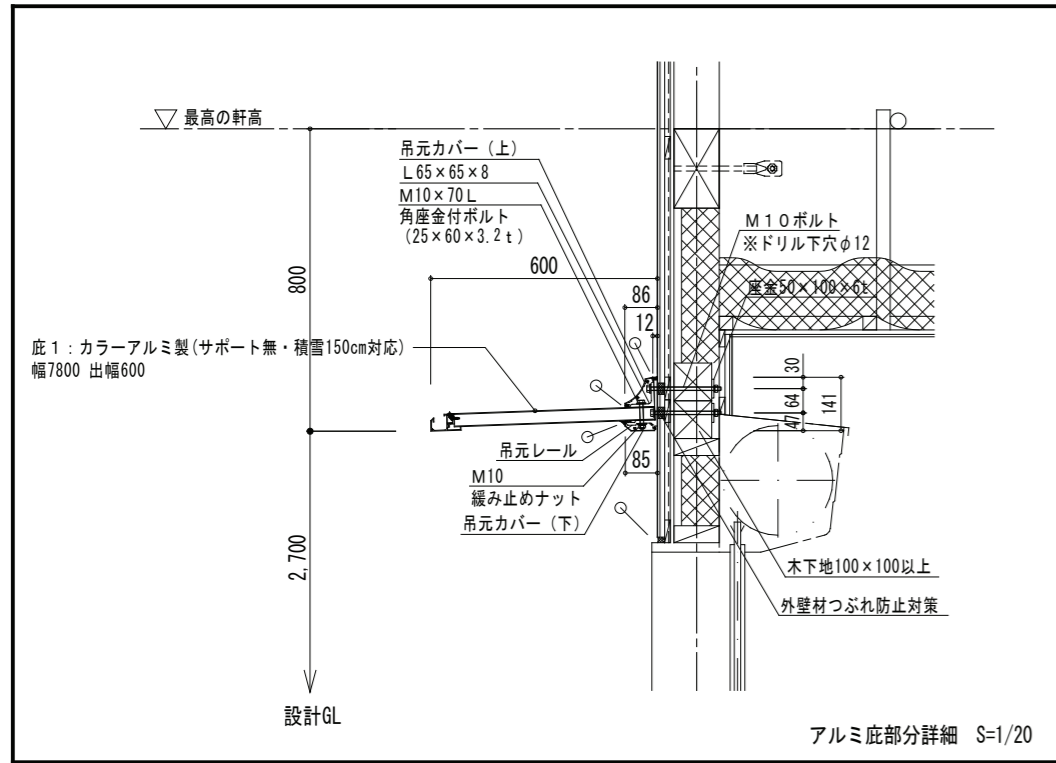 最高の軒高
吊元カバー（上）
L65×65×8
M10×70L
角座金付ボルト
（25×60×3.2ｔ）
M10ボルト
※ドリル下穴φ12
座金50×100×6t
600
86
12
800
庇1：カラーアルミ製(サポート無・積雪150cm対応)
幅7800 出幅600
30
64
47
141
吊元レール
85
M10
緩み止めナット
吊元カバー（下）
2,700
木下地100×100以上
外壁材つぶれ防止対策
設計GL
アルミ庇部分詳細 S=1/20